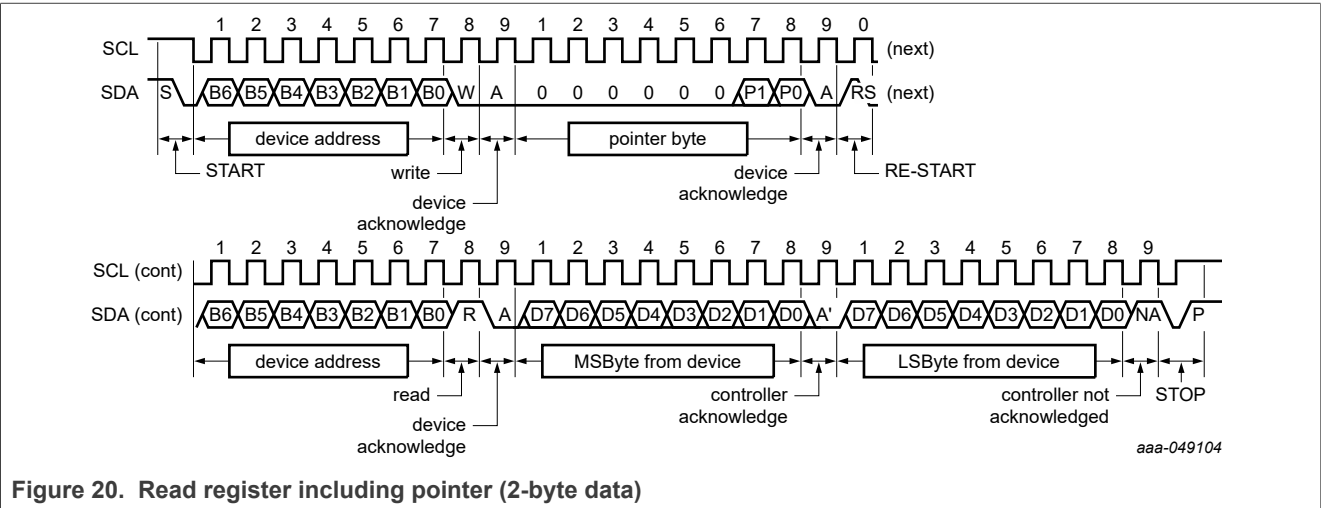 1 2 3 4 5 6 7 8 9 1 2 3 4 5 6 7 8 9 0
SCL (next)
SDA S B6 B5 B4 B3 B2 B1 B0 W A 0 0 0 0 0 0 P1 P0 A RS (next)
device address pointer byte
START write device RE-START
acknowledge
device
acknowledge
1 2 3 4 5 6 7 8 9 1 2 3 4 5 6 7 8 9 1 2 3 4 5 6 7 8 9
SCL (cont)
SDA (cont) B6 B5 B4 B3 B2 B1 B0 R A D7 D6 D5 D4 D3 D2 D1 D0 A' D7 D6 D5 D4 D3 D2 D1 D0 NA P
device address MSByte from device LSByte from device
read controller controller not STOP
acknowledge acknowledged
device
acknowledge
aaa-049104
Figure 20. Read register including pointer (2-byte data)